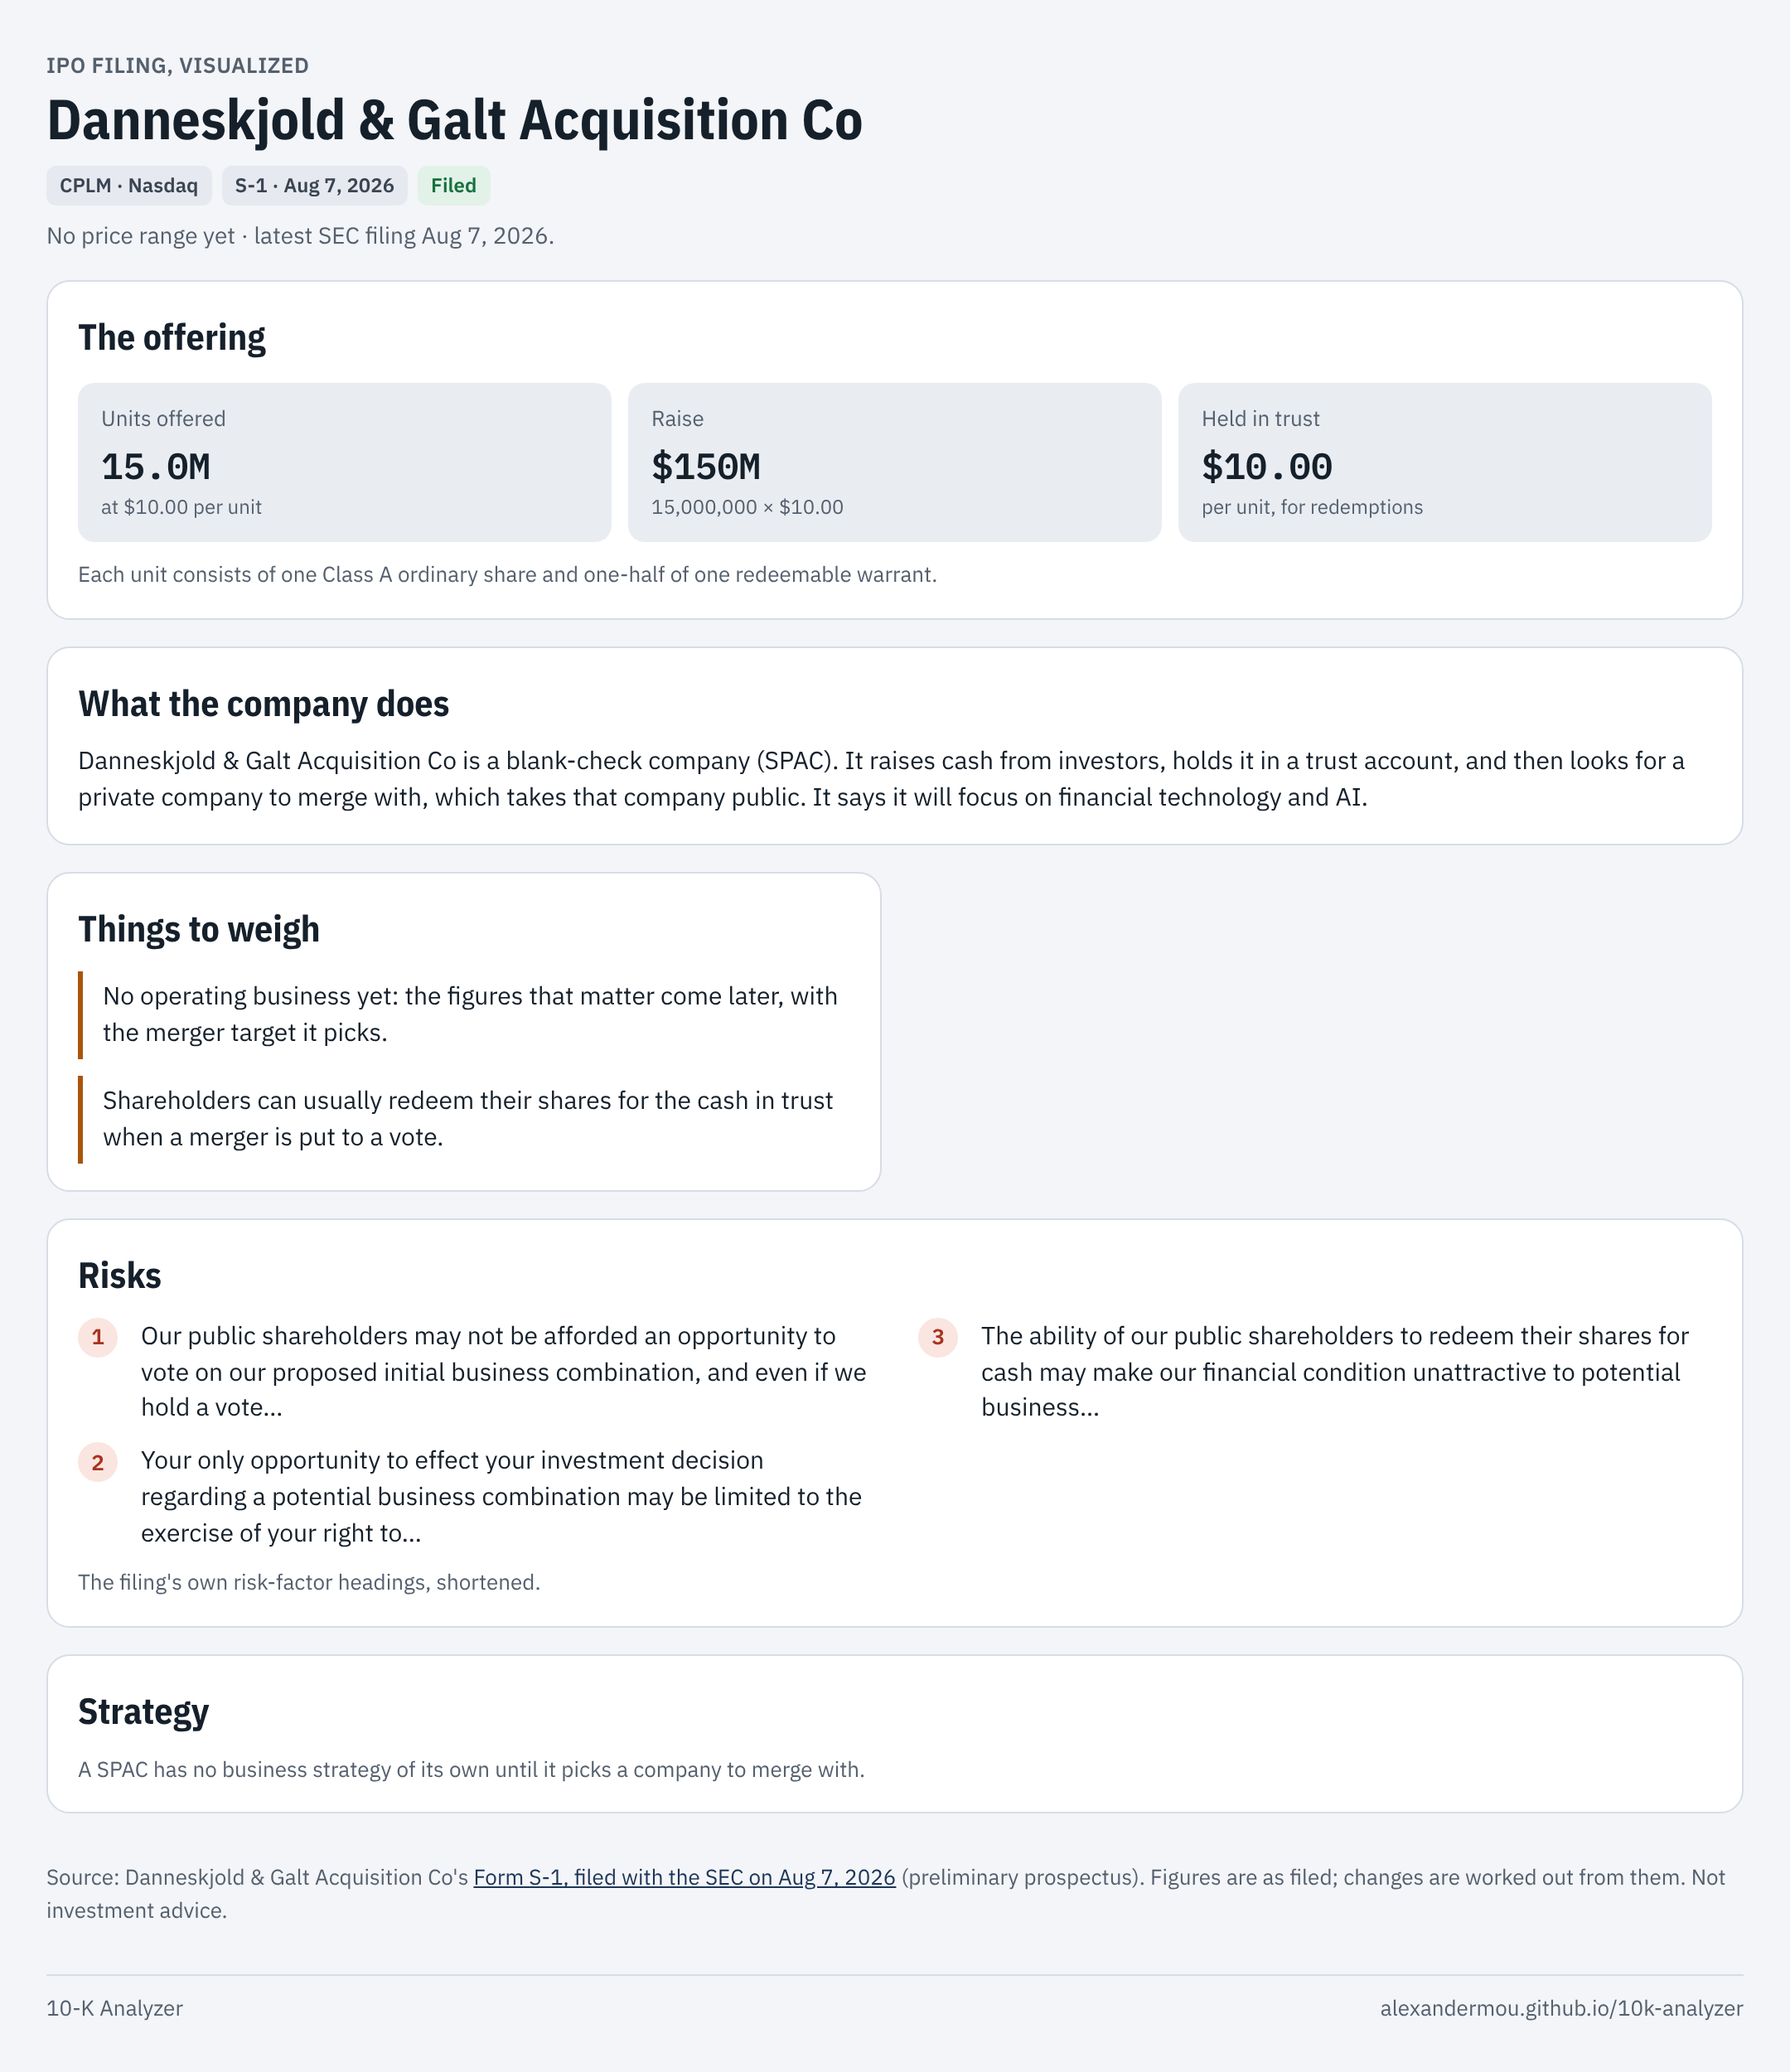 IPO FILING, VISUALIZED
Danneskjold & Galt Acquisition Co
CPLM · Nasdaq
S-1 · Aug 7, 2026
Filed
No price range yet · latest SEC filing Aug 7, 2026.
The offering
Units offered
15.0M
at $10.00 per unit
Raise
$150M
15,000,000 × $10.00
Held in trust
$10.00
per unit, for redemptions
Each unit consists of one Class A ordinary share and one-half of one redeemable warrant.
What the company does
Danneskjold & Galt Acquisition Co is a blank-check company (SPAC). It raises cash from investors, holds it in a trust account, and then looks for a
private company to merge with, which takes that company public. It says it will focus on financial technology and AI.
Things to weigh
No operating business yet: the figures that matter come later, with
the merger target it picks.
Shareholders can usually redeem their shares for the cash in trust
when a merger is put to a vote.
Risks
1
Our public shareholders may not be afforded an opportunity to
vote on our proposed initial business combination, and even if we
hold a vote...
2
Your only opportunity to effect your investment decision
regarding a potential business combination may be limited to the
exercise of your right to...
3
The ability of our public shareholders to redeem their shares for
cash may make our financial condition unattractive to potential
business...
The filing's own risk-factor headings, shortened.
Strategy
A SPAC has no business strategy of its own until it picks a company to merge with.
Source: Danneskjold & Galt Acquisition Co's Form S-1, filed with the SEC on Aug 7, 2026 (preliminary prospectus). Figures are as filed; changes are worked out from them. Not
investment advice.
10-K Analyzer
alexandermou.github.io/10k-analyzer